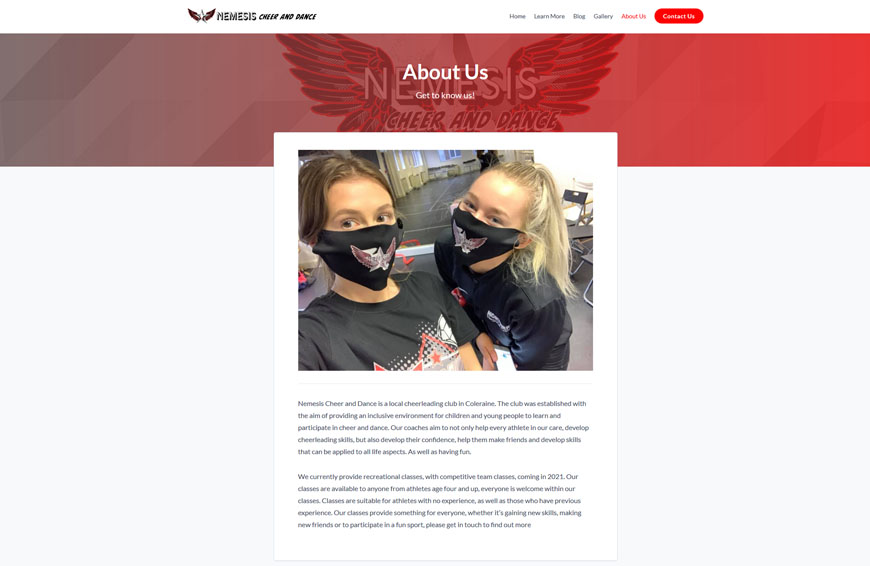 NEMESIS CHEER AND DANCE
Home Learn More Blog Gallery About Us Contact Us
NEMESIS
About Us
Get to know us!
CHEER AND DANCE
Nemesis Cheer and Dance is a local cheerleading club in Coleraine. The club was established with
the aim of providing an inclusive environment for children and young people to learn and
participate in cheer and dance. Our coaches aim to not only help every athlete in our care, develop
cheerleading skills, but also develop their confidence, help them make friends and develop skills
that can be applied to all life aspects. As well as having fun.
We currently provide recreational classes, with competitive team classes, coming in 2021. Our
classes are available to anyone from athletes age four and up, everyone is welcome within our
classes. Classes are suitable for athletes with no experience, as well as those who have previous
experience. Our classes provide something for everyone, whether it's gaining new skills, making
new friends or to participate in a fun sport, please get in touch to find out more